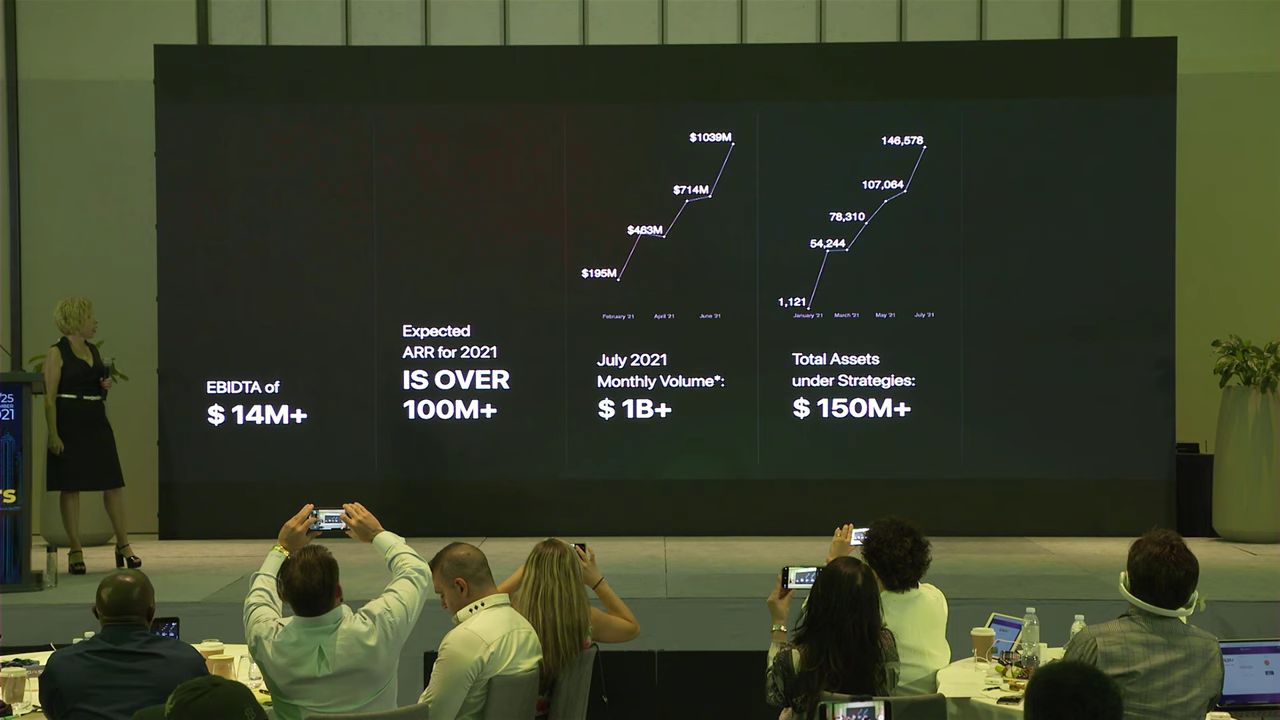 EBIDTA of
$ 14M+
Expected
ARR for 2021
IS OVER
100M+
$1039M
$714M
$463M
$195M
February '21 April '21 June '21
July 2021
Monthly Volume*:
$ 1B+
146,578
107,064
78,310
54,244
1,121
January '21 March '21 May '21 July '21
Total Assets
under Strategies:
$ 150M+